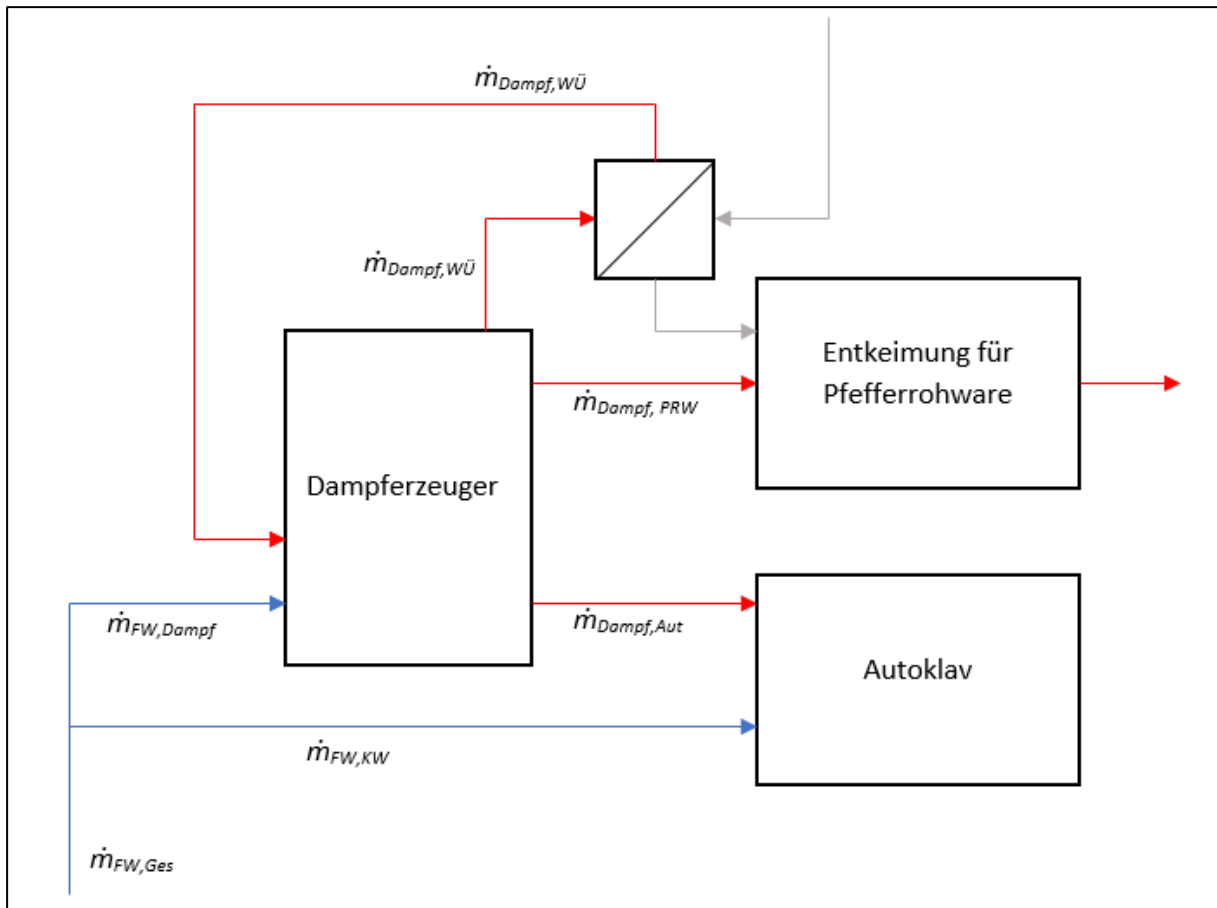 ṁDampf,WÜ
ṁDampf,WÜ
Entkeimung für
Pfefferrohware
ṁDampf, PRW
Dampferzeuger
ṁFW,Dampf
ṁDampf,Aut
Autoklav
ṁFW,KW
ṁFW,Ges